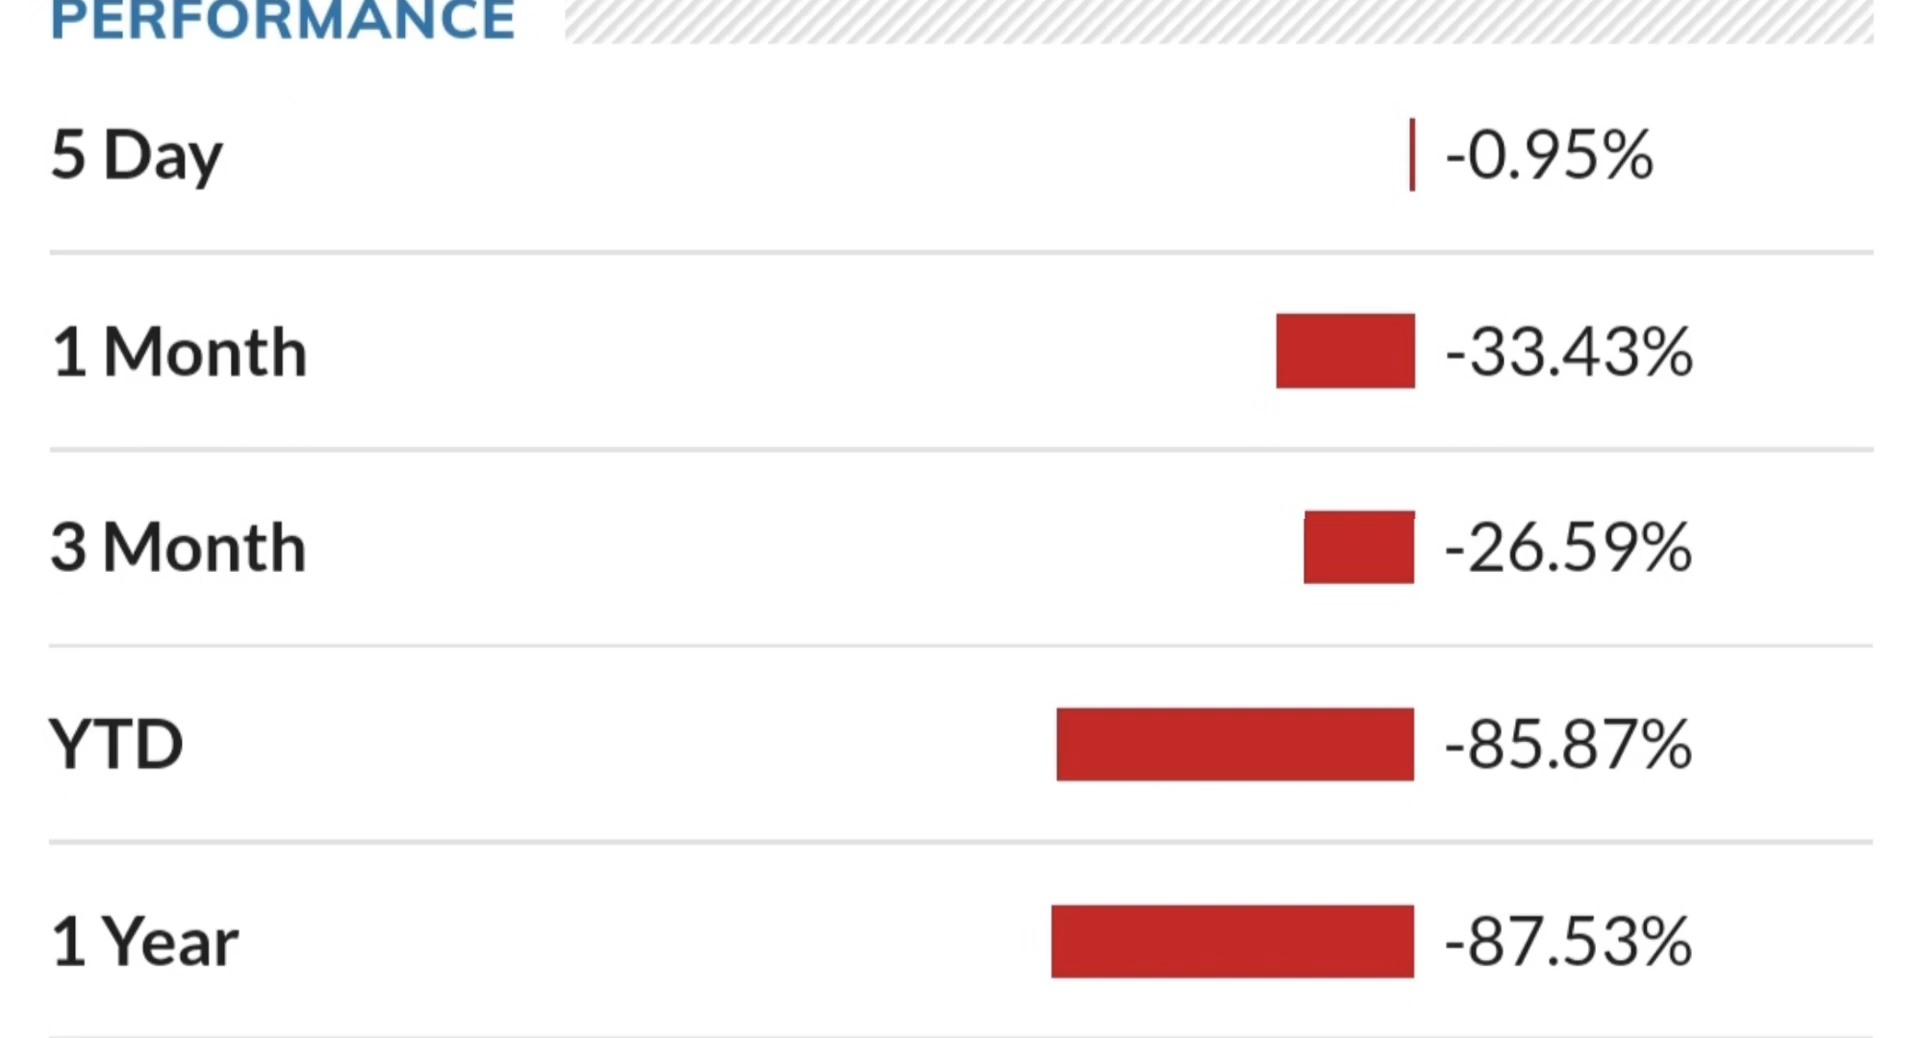 PERFORMANCE
5 Day -0.95%
1 Month -33.43%
3 Month -26.59%
YTD -85.87%
1 Year -87.53%